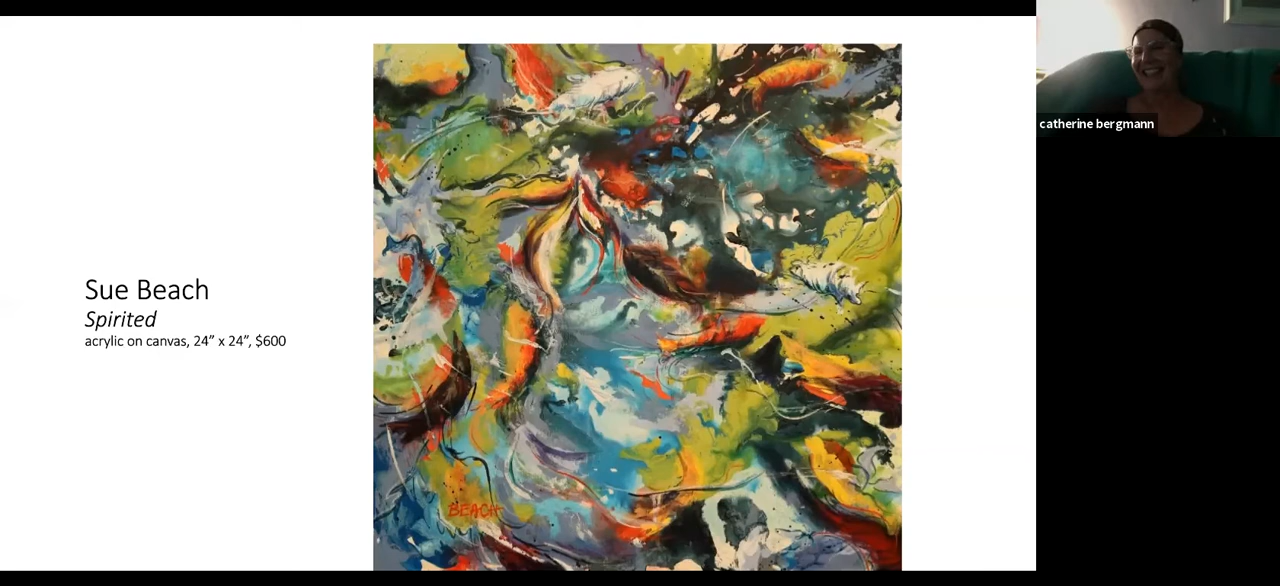 Sue Beach
Spirited
acrylic on canvas, 24” x 24”, $600
BEACH
catherine bergmann